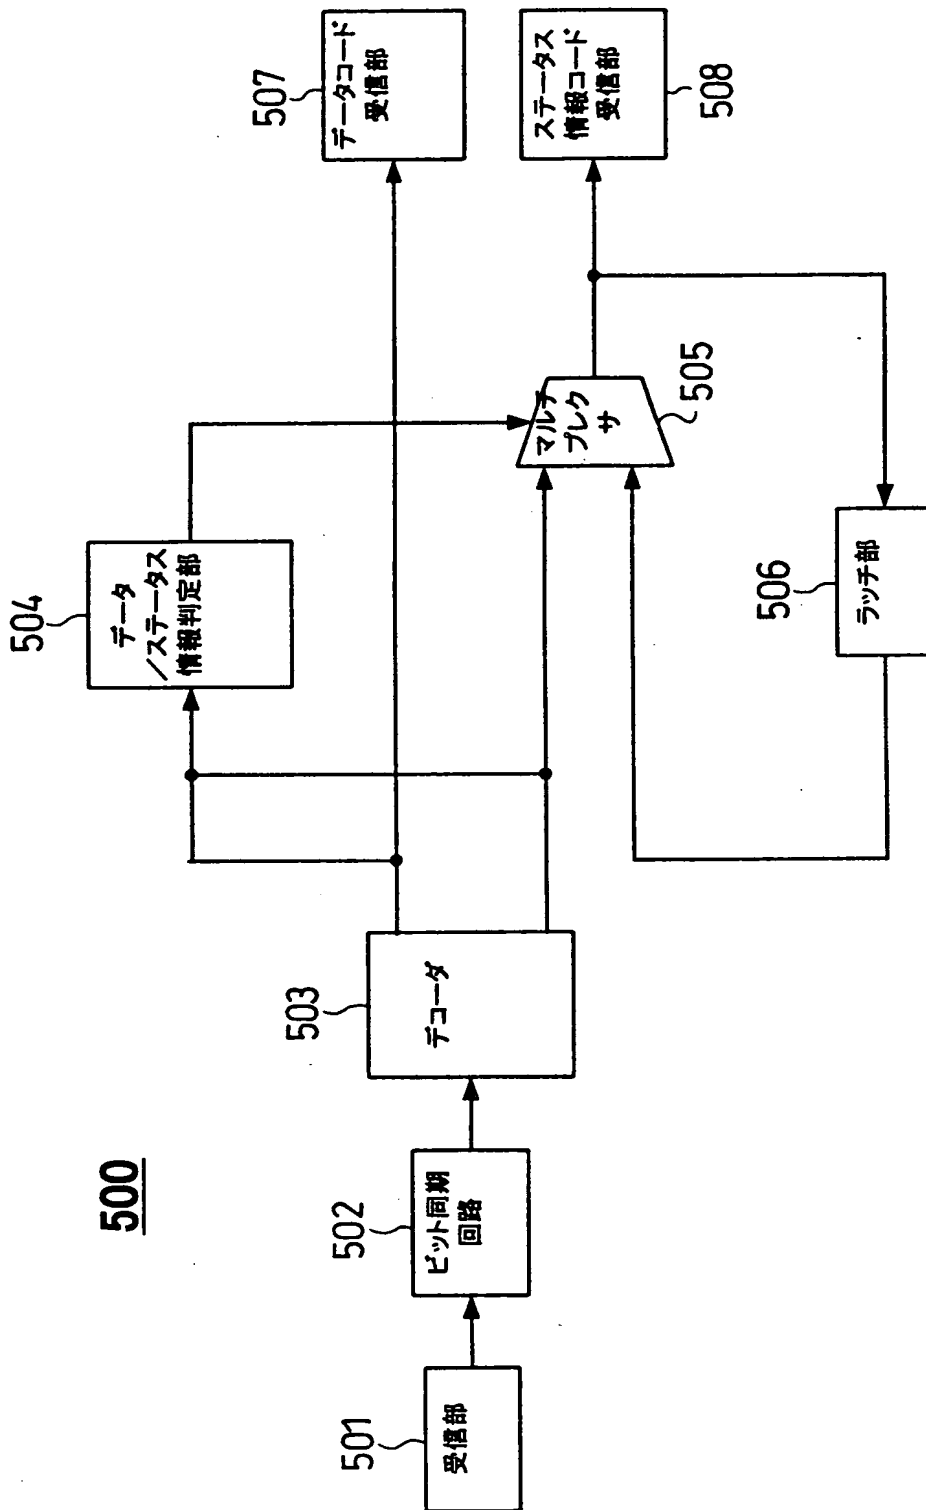 500
501
受信部
502
ビット同期
回路
503
デコーダ
504
データ
/ステータス
情報判定部
マルチ
プレク
サ
505
506
ラッチ部
507
データコード
受信部
ステータス
情報コード
受信部
508